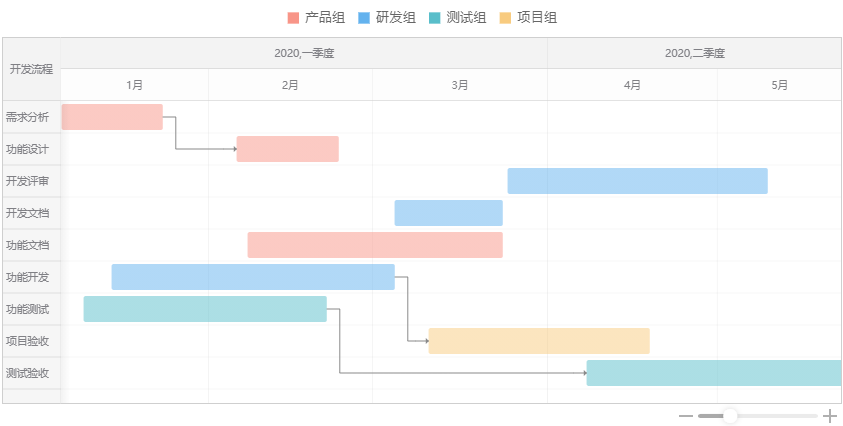 产品组 研发组 测试组 项目组
开发流程 2020,一季度 2020,二季度
1月 2月 3月 4月 5月
需求分析
功能设计
开发评审
开发文档
功能文档
功能开发
功能测试
项目验收
测试验收